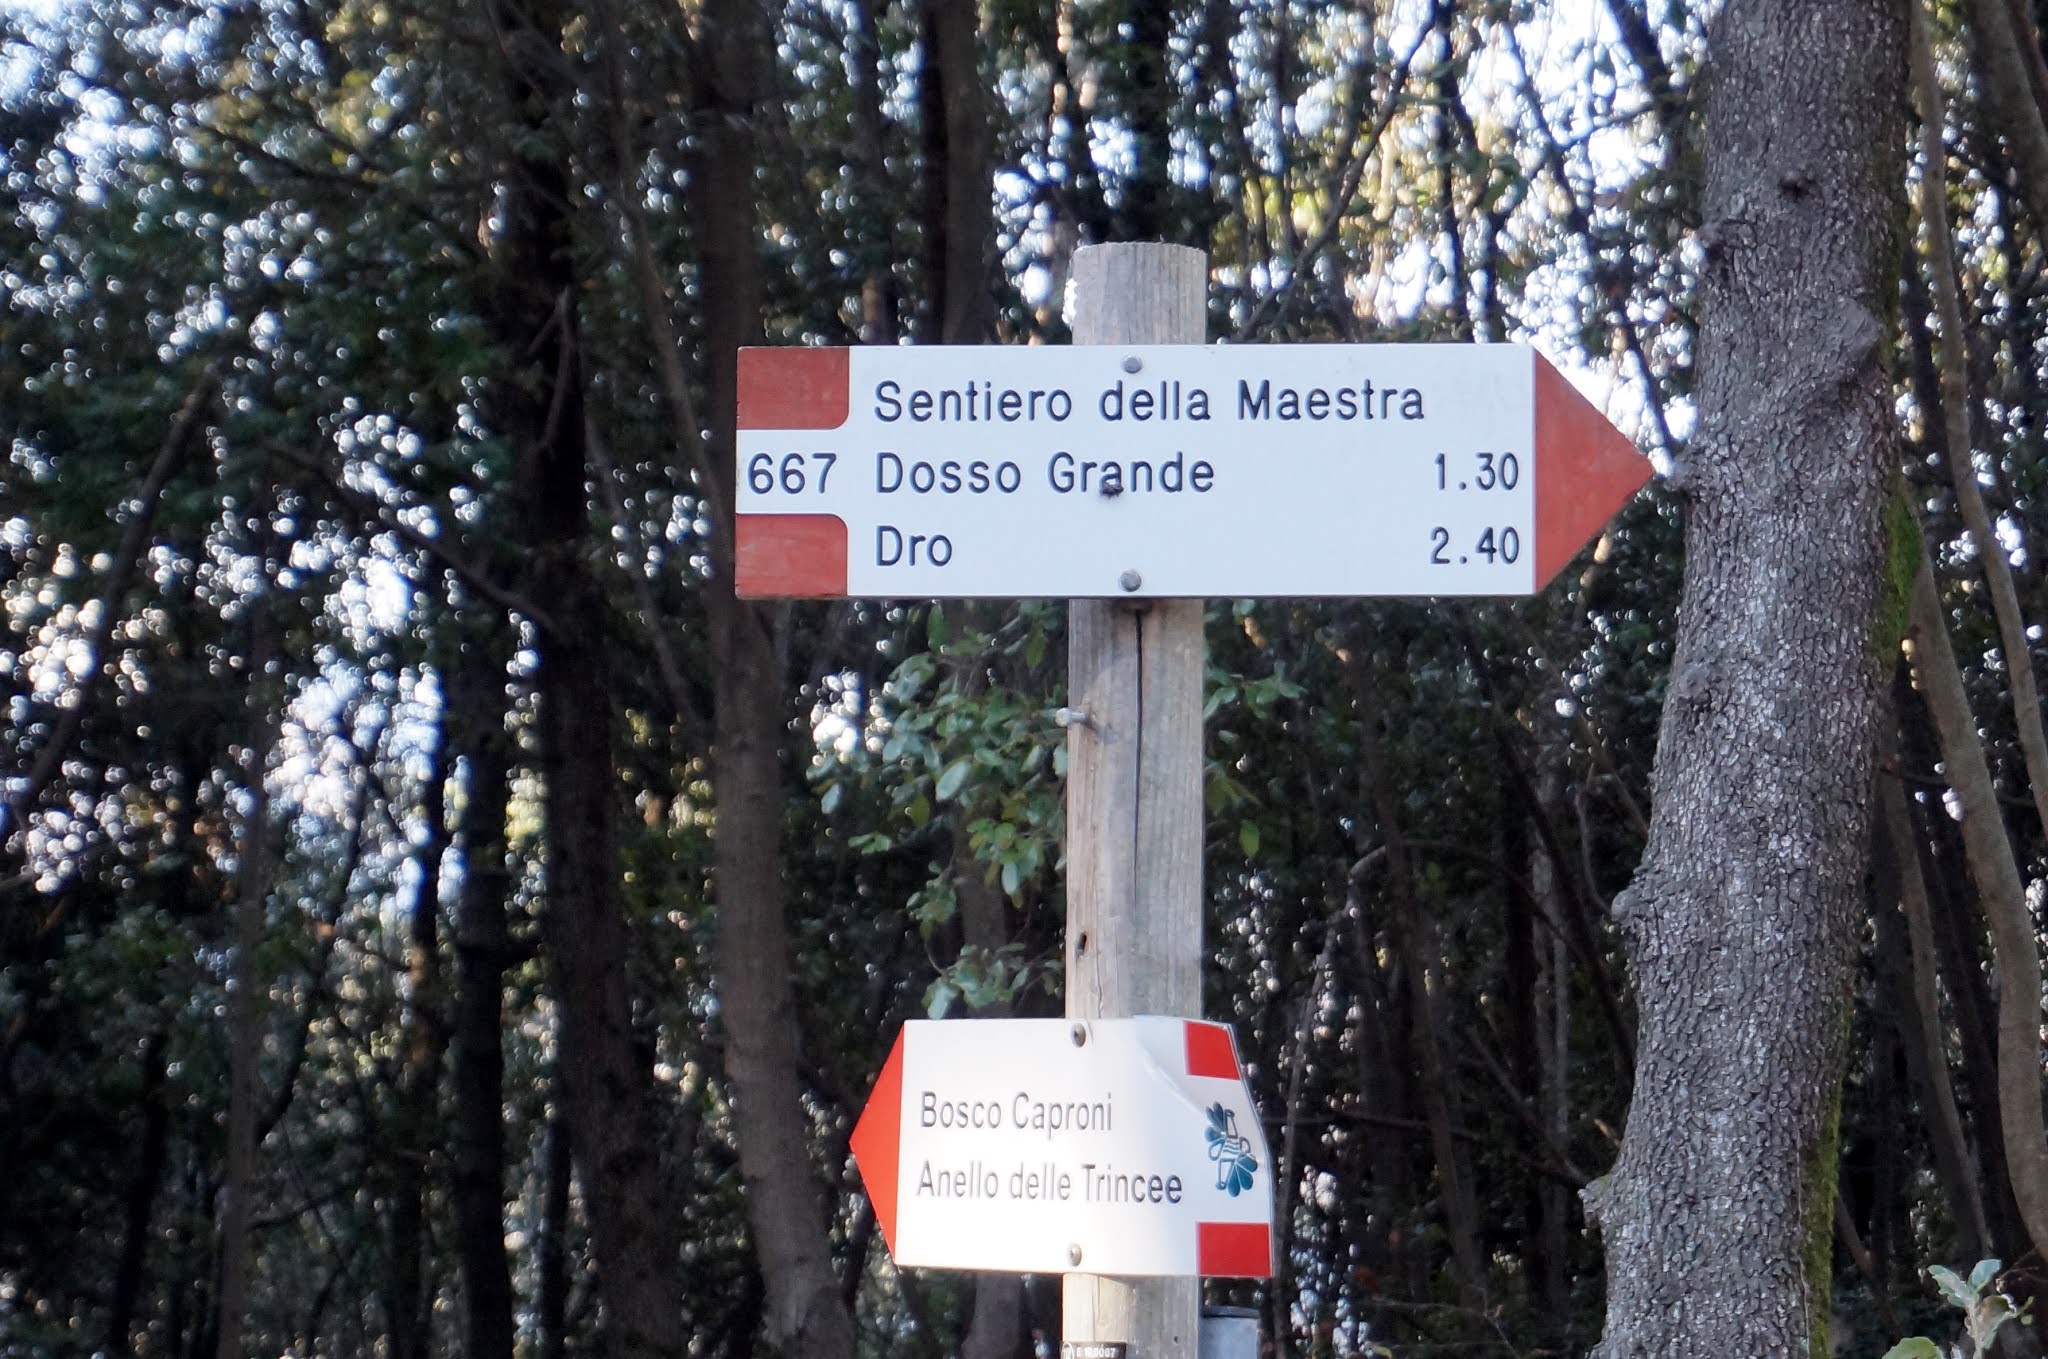 Sentiero della Maestra
667 Dosso Grande 1.30
Dro 2.40
Bosco Caproni
Anello delle Trincee